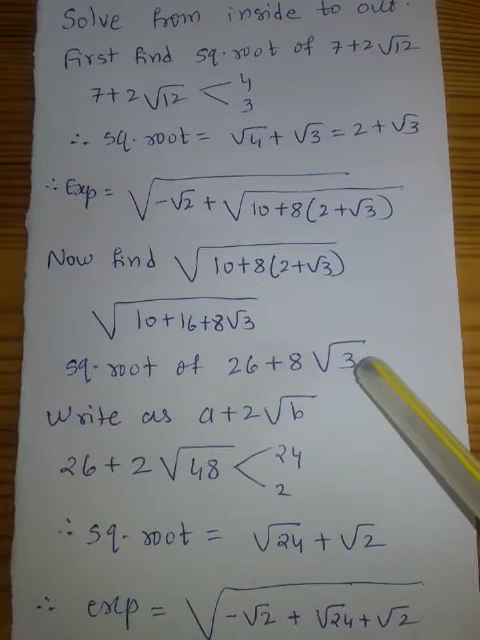 Solve from inside to out.
First find sq. root of 7+2√12
7+2√12 < 4
3
∴ sq. root = √4 + √3 = 2+√3
∴ Exp = √(-√2 + √(10+8(2+√3)))
Now find √(10+8(2+√3))
√(10+16+8√3)
sq. root of 26+8√3
Write as a+2√b
26+2√48 < 24
2
∴ sq. root = √24 + √2
∴ exp = √(-√2 + √24 + √2)